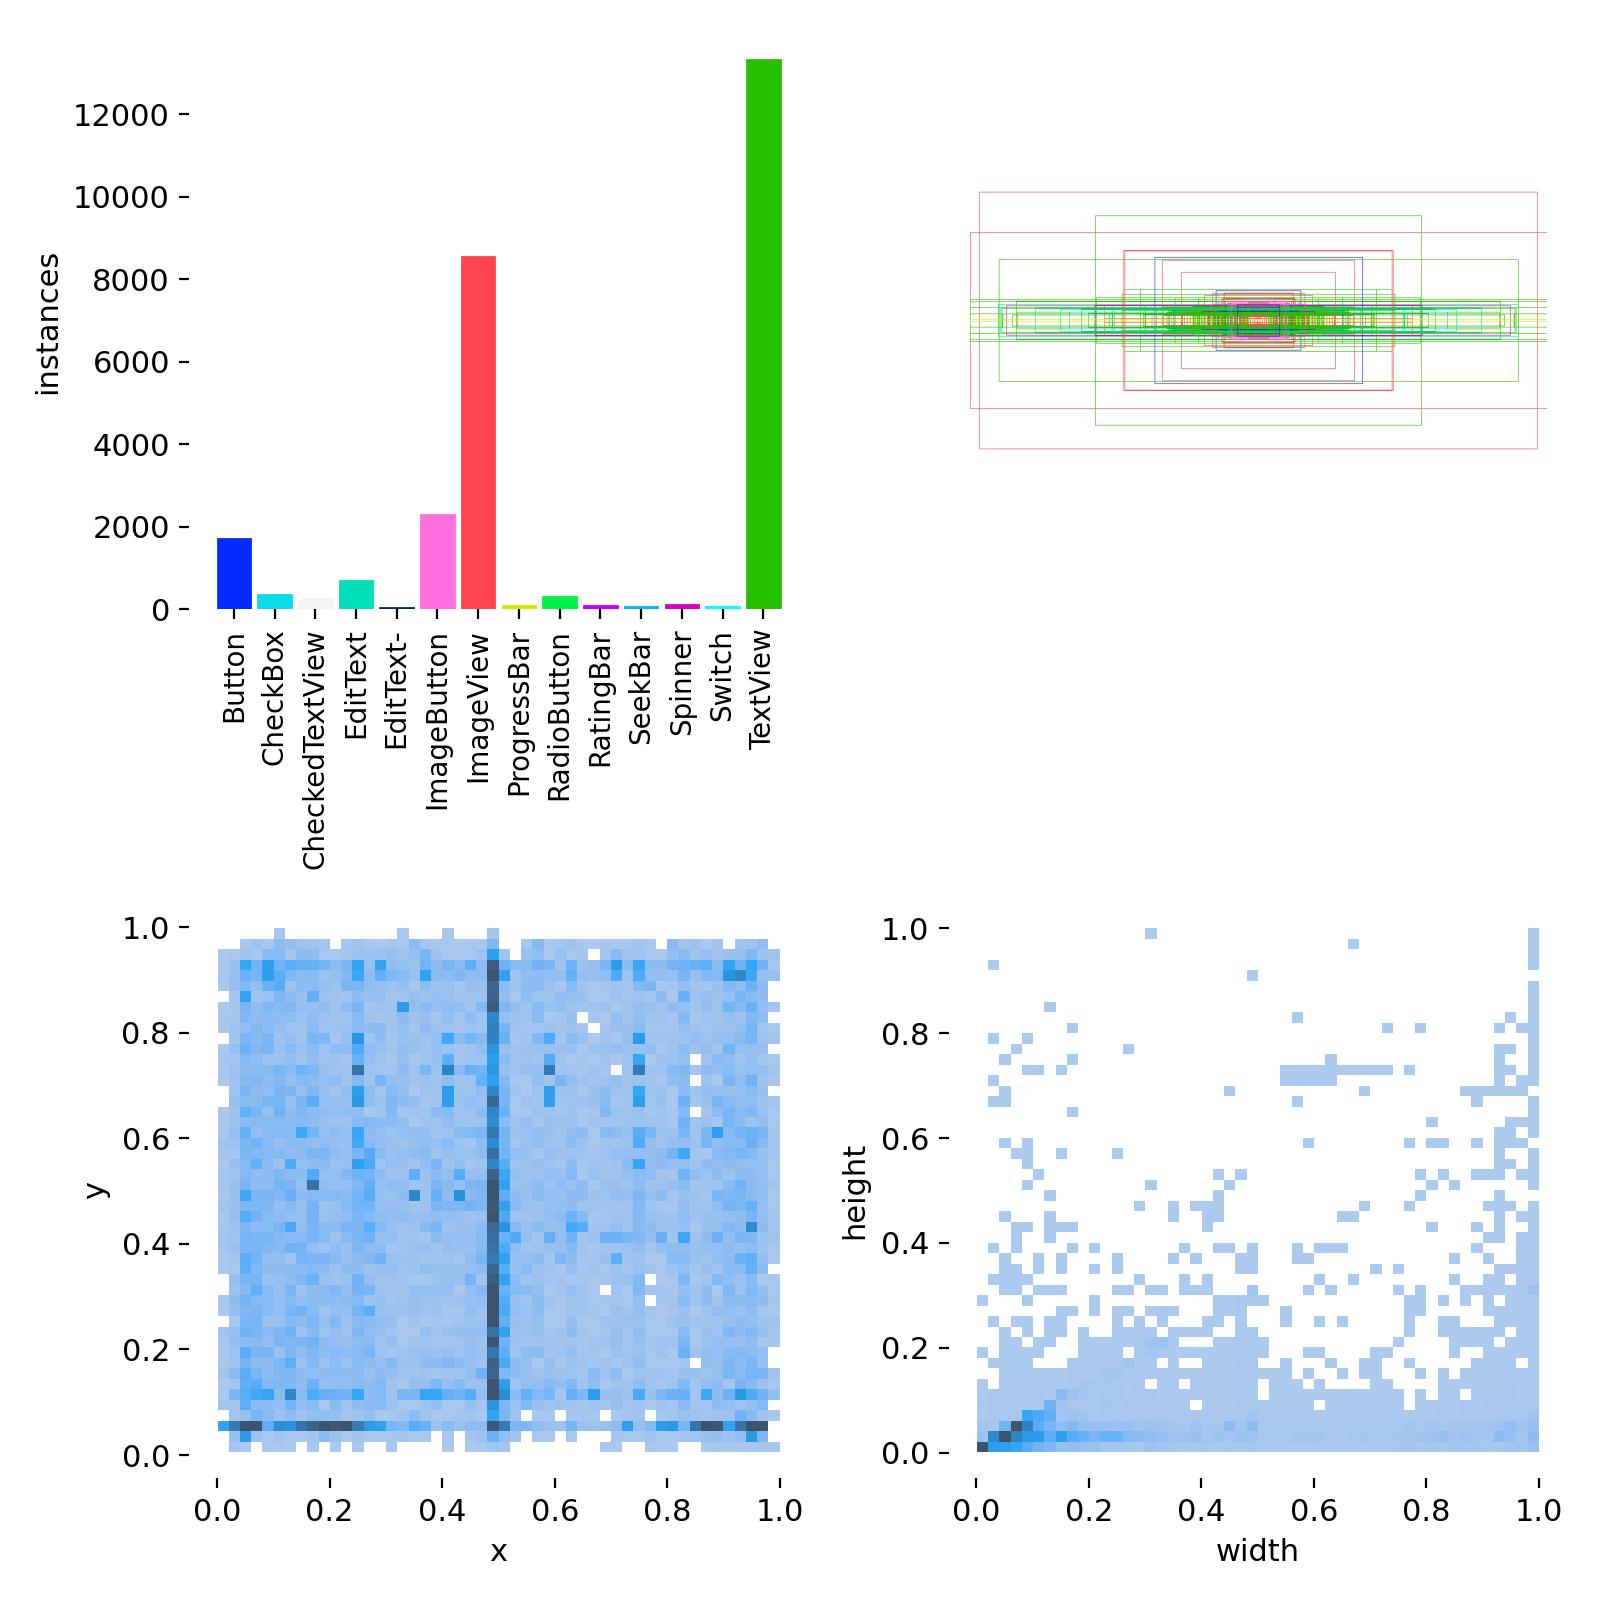 instances
12000
10000
8000
6000
4000
2000
0
Button
CheckBox
CheckedTextView
EditText
EditText-
ImageButton
ImageView
ProgressBar
RadioButton
RatingBar
SeekBar
Spinner
Switch
TextView
y
1.0
0.8
0.6
0.4
0.2
0.0
0.0 0.2 0.4 0.6 0.8 1.0
x
height
1.0
0.8
0.6
0.4
0.2
0.0
0.0 0.2 0.4 0.6 0.8 1.0
width